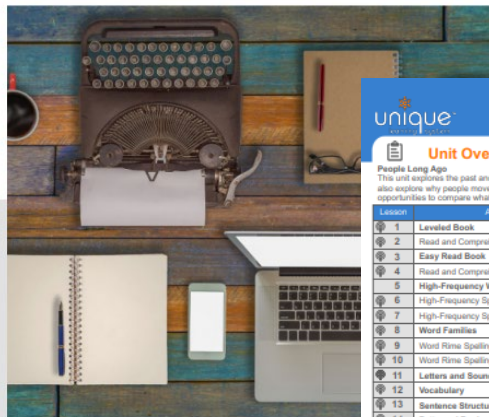 unique
Unit Ove
People Long Ago
This unit explores the past an
also explore why people move
opportunities to compare wha
Lesson
1 Leveled Book
2 Read and Compre
3 Easy Read Book
4 Read and Compre
5 High-Frequency W
6 High-Frequency Sp
7 High-Frequency Sp
8 Word Families
9 Word Rime Spellin
10 Word Rime Spellin
11 Letters and Soun
12 Vocabulary
13 Sentence Structu